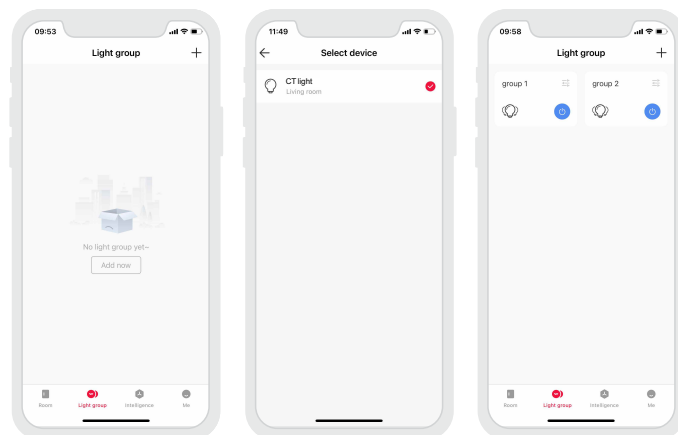 09:53
Light group
No light group yet~
Add now
Room
Light group
Intelligence
Me
11:49
Select device
CT light
Living room
09:58
Light group
group 1
group 2
Room
Light group
Intelligence
Me